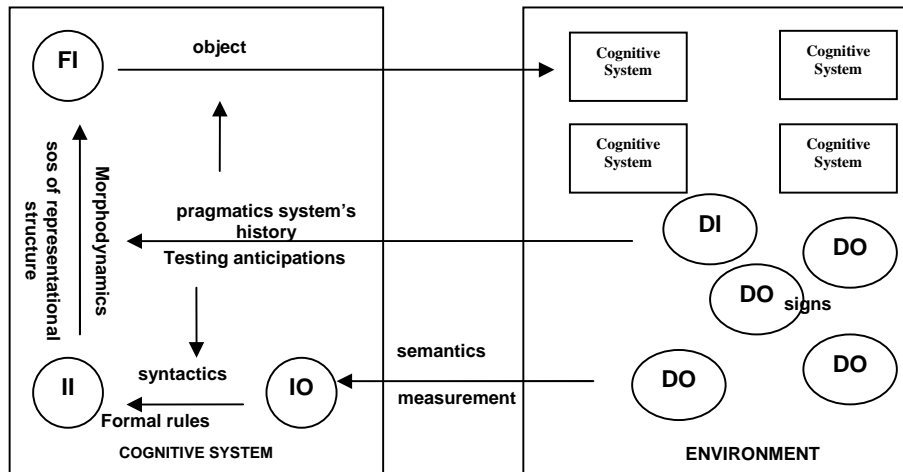 FI
object
Cognitive
System
Cognitive
System
Cognitive
System
Cognitive
System
sos of representational
structure
Morphodynamics
pragmatics system's
history
Testing anticipations
DI
DO
DO
signs
DO
DO
semantics
measurement
II
syntactics
Formal rules
IO
COGNITIVE SYSTEM
ENVIRONMENT